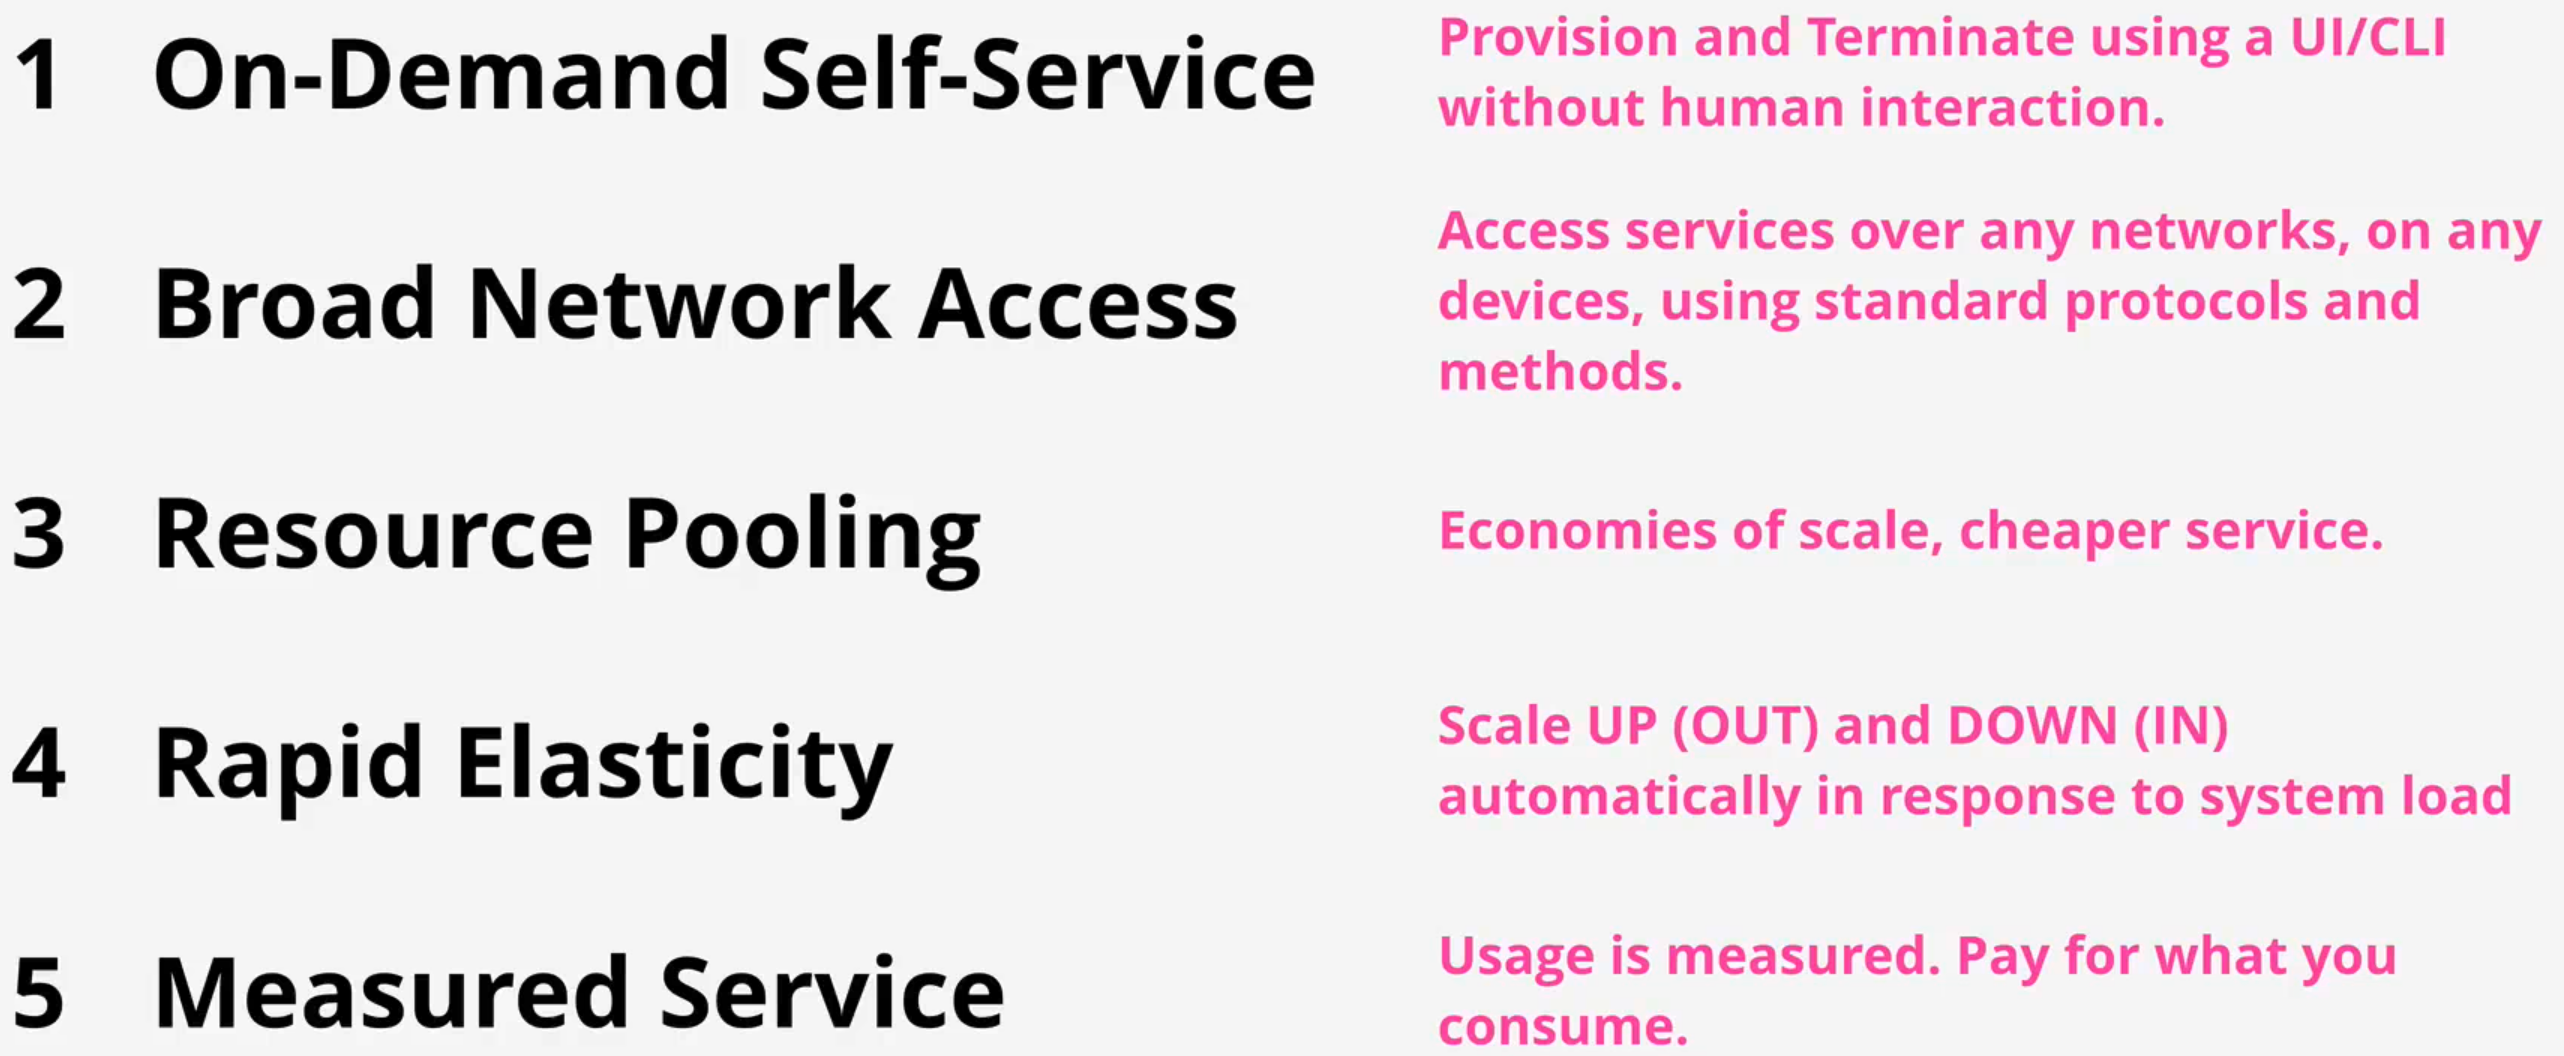 1 On-Demand Self-Service
Provision and Terminate using a UI/CLI
without human interaction.
2 Broad Network Access
Access services over any networks, on any
devices, using standard protocols and
methods.
3 Resource Pooling
Economies of scale, cheaper service.
4 Rapid Elasticity
Scale UP (OUT) and DOWN (IN)
automatically in response to system load
5 Measured Service
Usage is measured. Pay for what you
consume.